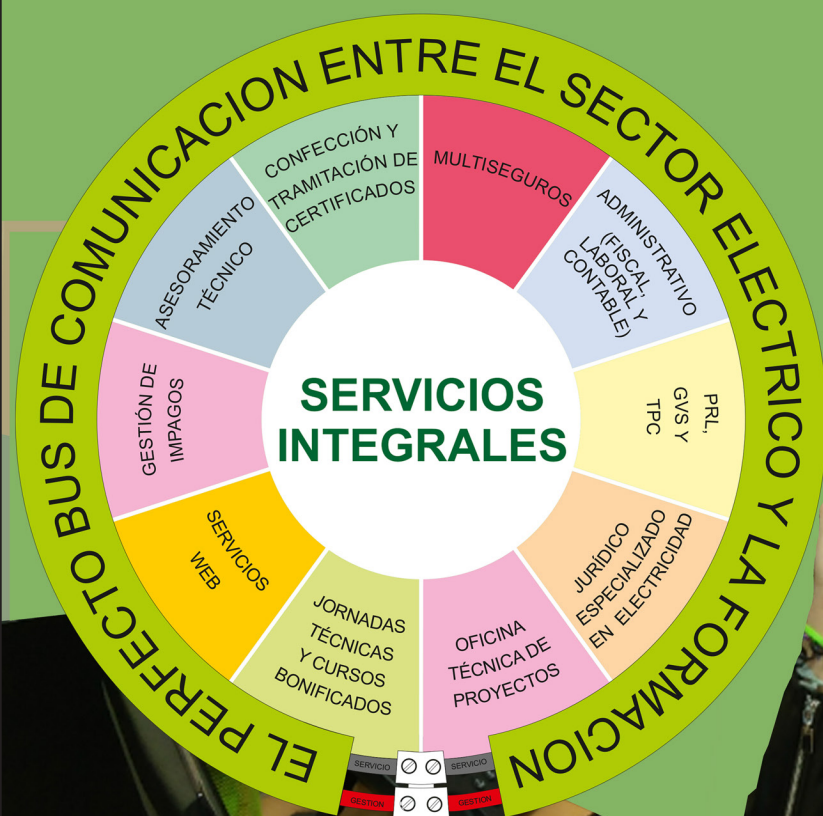 EL PERFECTO BUS DE COMUNICACION ENTRE EL SECTOR ELECTRICO Y LA FORMACION
SERVICIOS
INTEGRALES
MULTISEGUROS
ADMINISTRATIVO
(FISCAL,
LABORAL Y
CONTABLE)
PRL,
GVS Y
TPC
JURÍDICO
ESPECIALIZADO
EN ELECTRICIDAD
OFICINA
TÉCNICA DE
PROYECTOS
JORNADAS
TÉCNICAS
Y CURSOS
BONIFICADOS
SERVICIOS
WEB
GESTIÓN DE
IMPAGOS
ASESORAMIENTO
TÉCNICO
CONFECCIÓN Y
TRAMITACIÓN DE
CERTIFICADOS
SERVICIO
SERVICIO
GESTION
GESTION